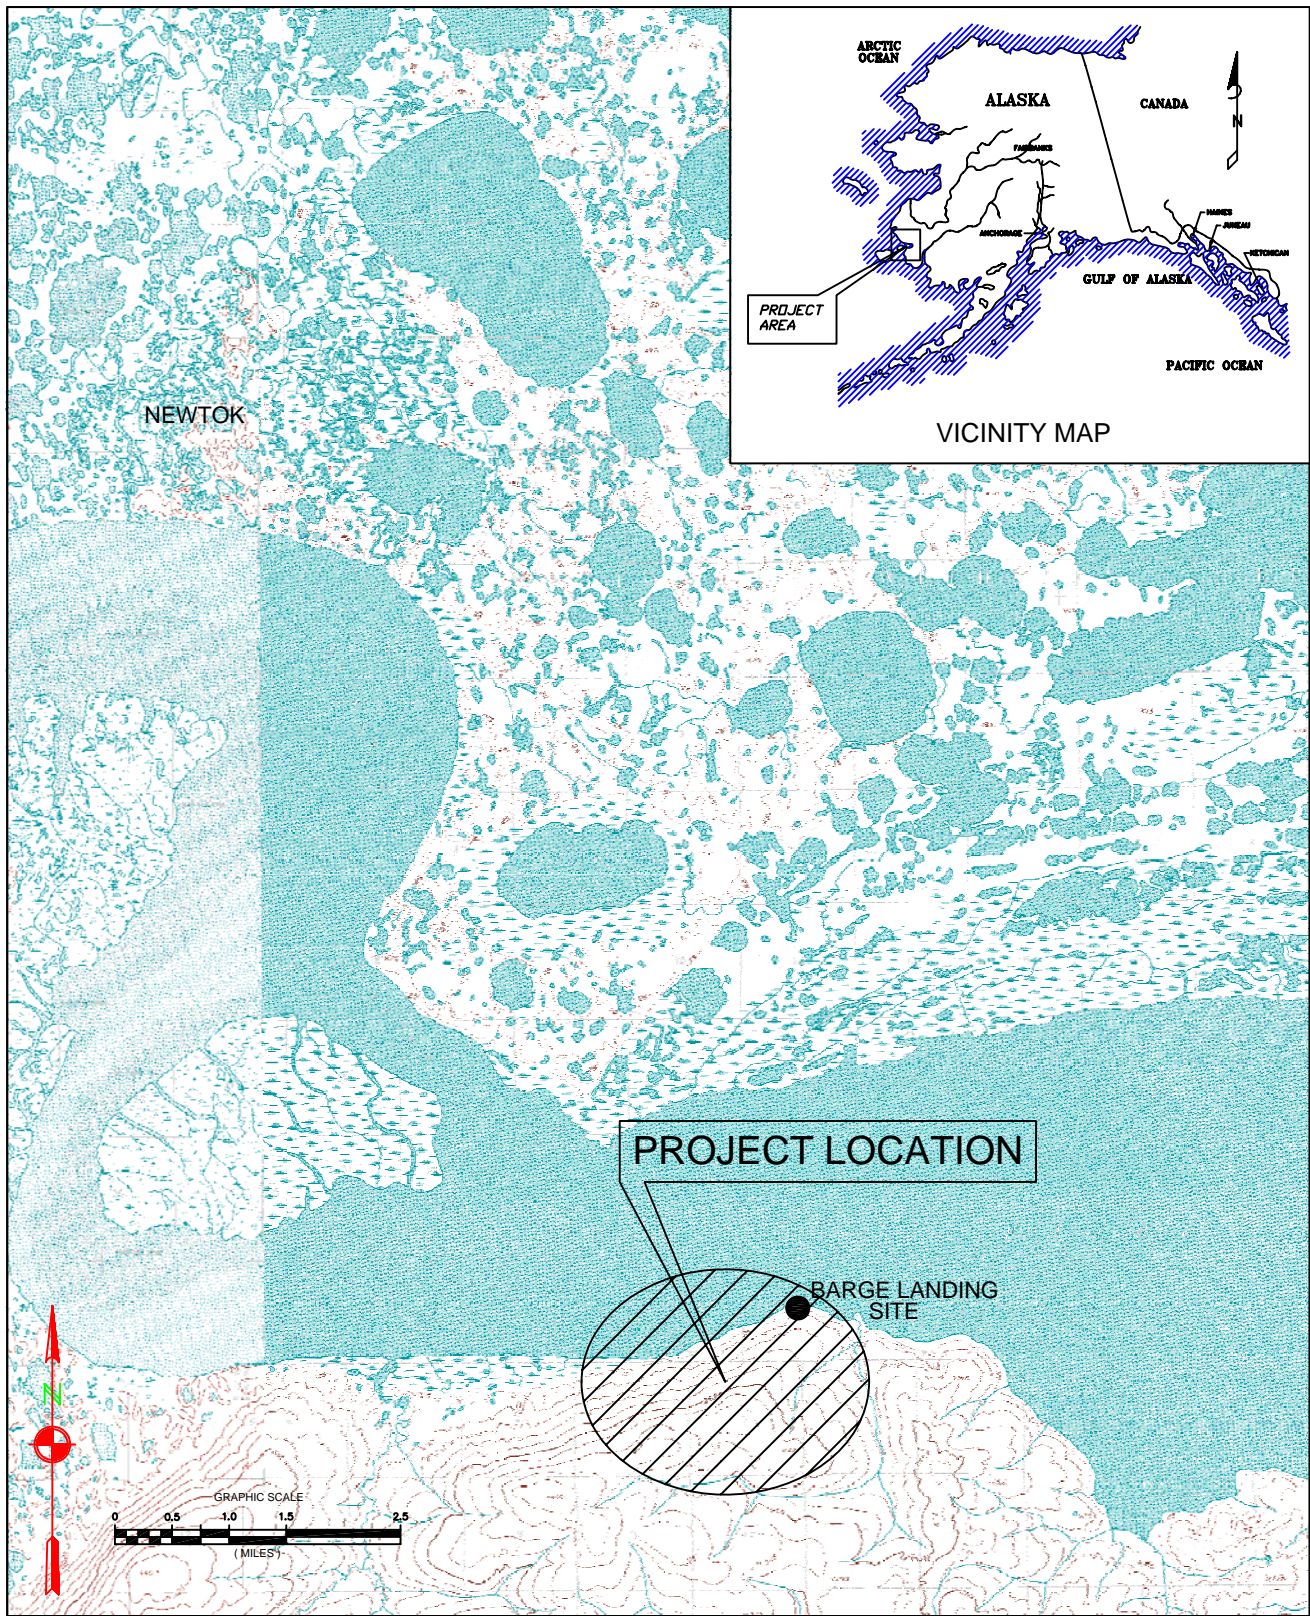 ARCTIC
OCEAN
ALASKA
CANADA
N
FAIRBANKS
HAINES
JUNEAU
ANCHORAGE
KETCHICAN
GULF OF ALASKA
PROJECT
AREA
PACIFIC OCEAN
VICINITY MAP
NEWTOK
PROJECT LOCATION
BARGE LANDING
SITE
N
GRAPHIC SCALE
0 0.5 1.0 1.5 2.5
( MILES )